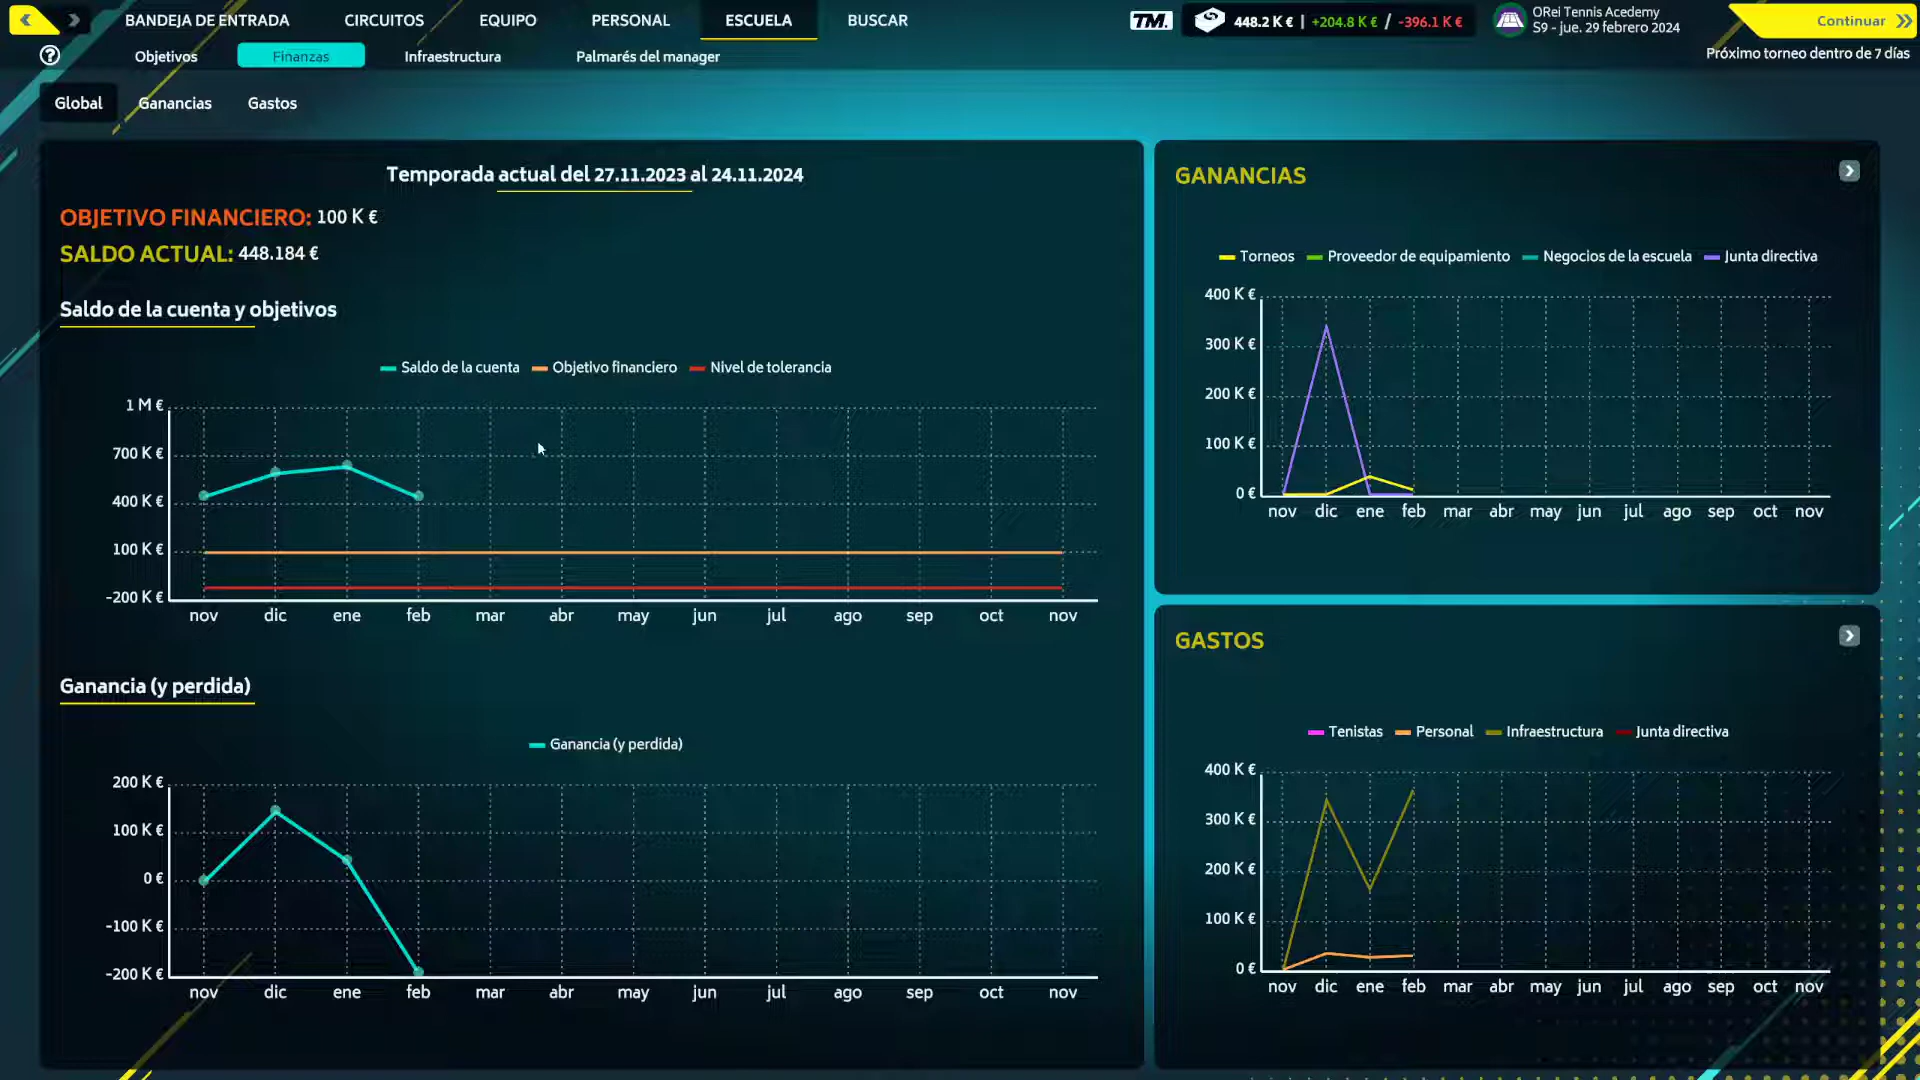 BANDEJA DE ENTRADA CIRCUITOS EQUIPO PERSONAL ESCUELA BUSCAR
TM. 448.2 K € | +204.8 K € / -396.1 K €
ORei Tennis Acedemy
S9 - jue. 29 febrero 2024
Continuar
Próximo torneo dentro de 7 días
? Objetivos Finanzas Infraestructura Palmarés del manager
Global Ganancias Gastos
Temporada actual del 27.11.2023 al 24.11.2024
OBJETIVO FINANCIERO: 100 K €
SALDO ACTUAL: 448.184 €
Saldo de la cuenta y objetivos
Saldo de la cuenta Objetivo financiero Nivel de tolerancia
1 M €
700 K €
400 K €
100 K €
-200 K €
nov dic ene feb mar abr may jun jul ago sep oct nov
Ganancia (y perdida)
Ganancia (y perdida)
200 K €
100 K €
0 €
-100 K €
-200 K €
nov dic ene feb mar abr may jun jul ago sep oct nov
GANANCIAS
Torneos Proveedor de equipamiento Negocios de la escuela Junta directiva
400 K €
300 K €
200 K €
100 K €
0 €
nov dic ene feb mar abr may jun jul ago sep oct nov
GASTOS
Tenistas Personal Infraestructura Junta directiva
400 K €
300 K €
200 K €
100 K €
0 €
nov dic ene feb mar abr may jun jul ago sep oct nov